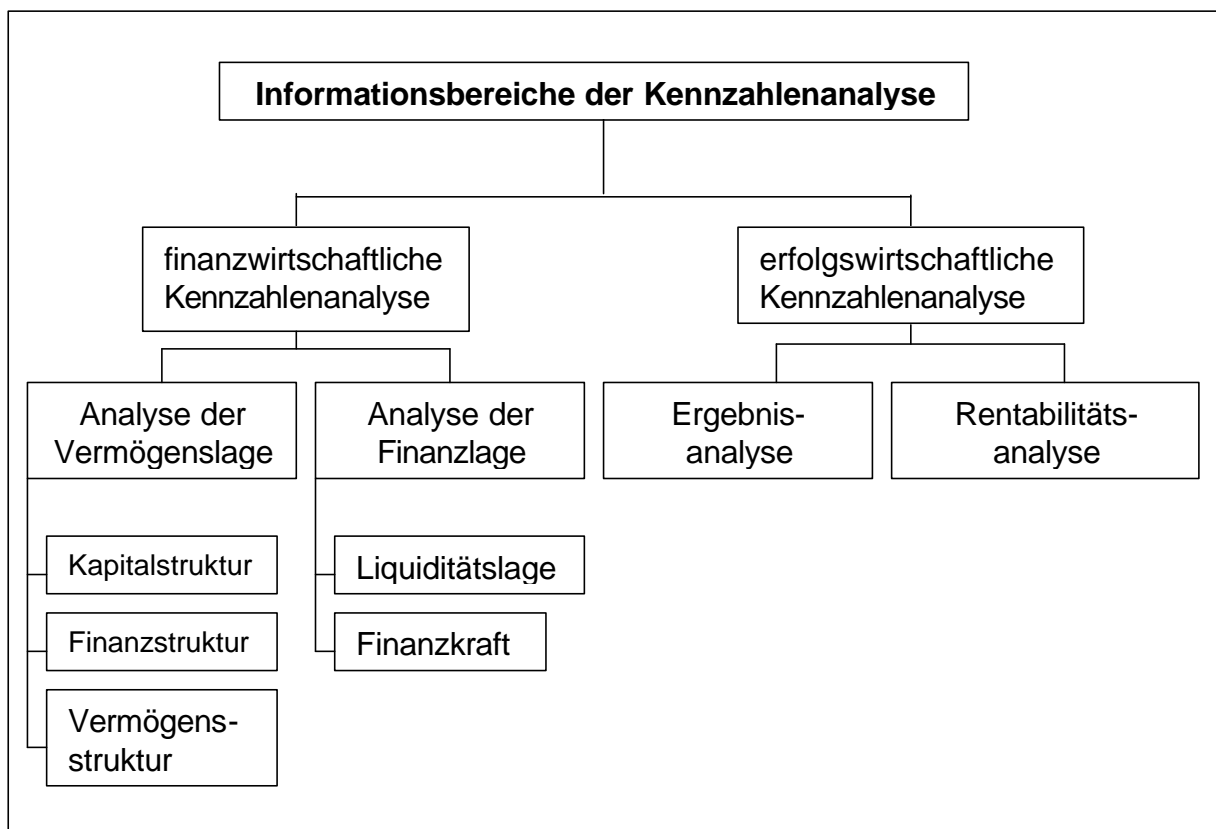 Informationsbereiche der Kennzahlenanalyse
finanzwirtschaftliche
Kennzahlenanalyse
erfolgswirtschaftliche
Kennzahlenanalyse
Analyse der
Vermögenslage
Analyse der
Finanzlage
Ergebnis-
analyse
Rentabilitäts-
analyse
Kapitalstruktur
Finanzstruktur
Vermögens-
struktur
Liquiditätslage
Finanzkraft